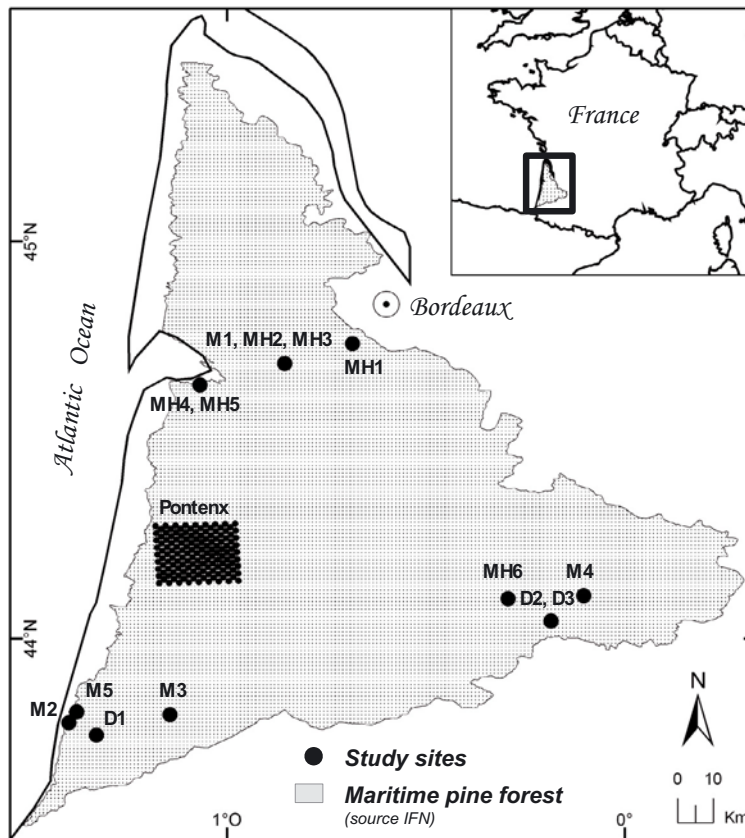 France
45°N
Bordeaux
M1, MH2, MH3
MH1
MH4, MH5
Atlantic Ocean
Pontenx
MH6
M4
D2, D3
44°N
M5
M3
M2
D1
N
Study sites
Maritime pine forest
(source IFN)
0 10
Km
1°O
0°